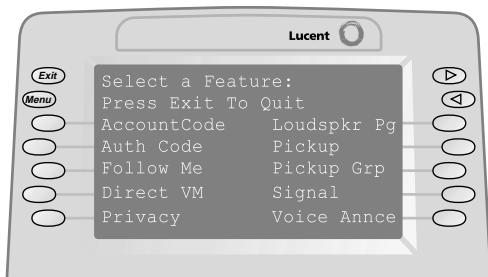 Lucent
Exit
Menu
Select a Feature:
Press Exit To Quit
AccountCode Loudspkr Pg
Auth Code Pickup
Follow Me Pickup Grp
Direct VM Signal
Privacy Voice Annce